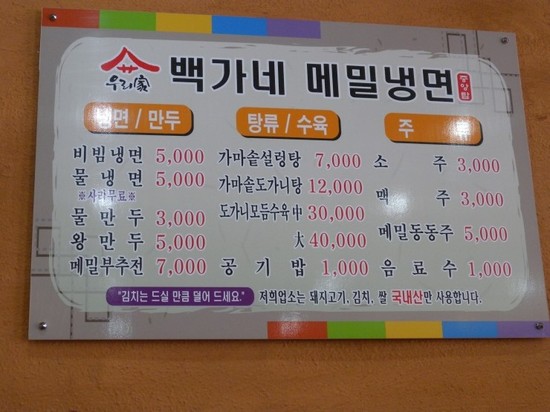 우리家 백가네 메밀냉면 중앙탑
냉면 / 만두
비빔냉면 5,000
물냉면 5,000
※사리무료※
물만두 3,000
왕만두 5,000
메밀부추전 7,000
탕류 / 수육
가마솥설렁탕 7,000
가마솥도가니탕 12,000
도가니모듬수육 中 30,000
大 40,000
공기밥 1,000
주류
소주 3,000
맥주 3,000
메밀동동주 5,000
음료수 1,000
"김치는 드실 만큼 덜어 드세요."
저희업소는 돼지고기, 김치, 쌀 국내산만 사용합니다.